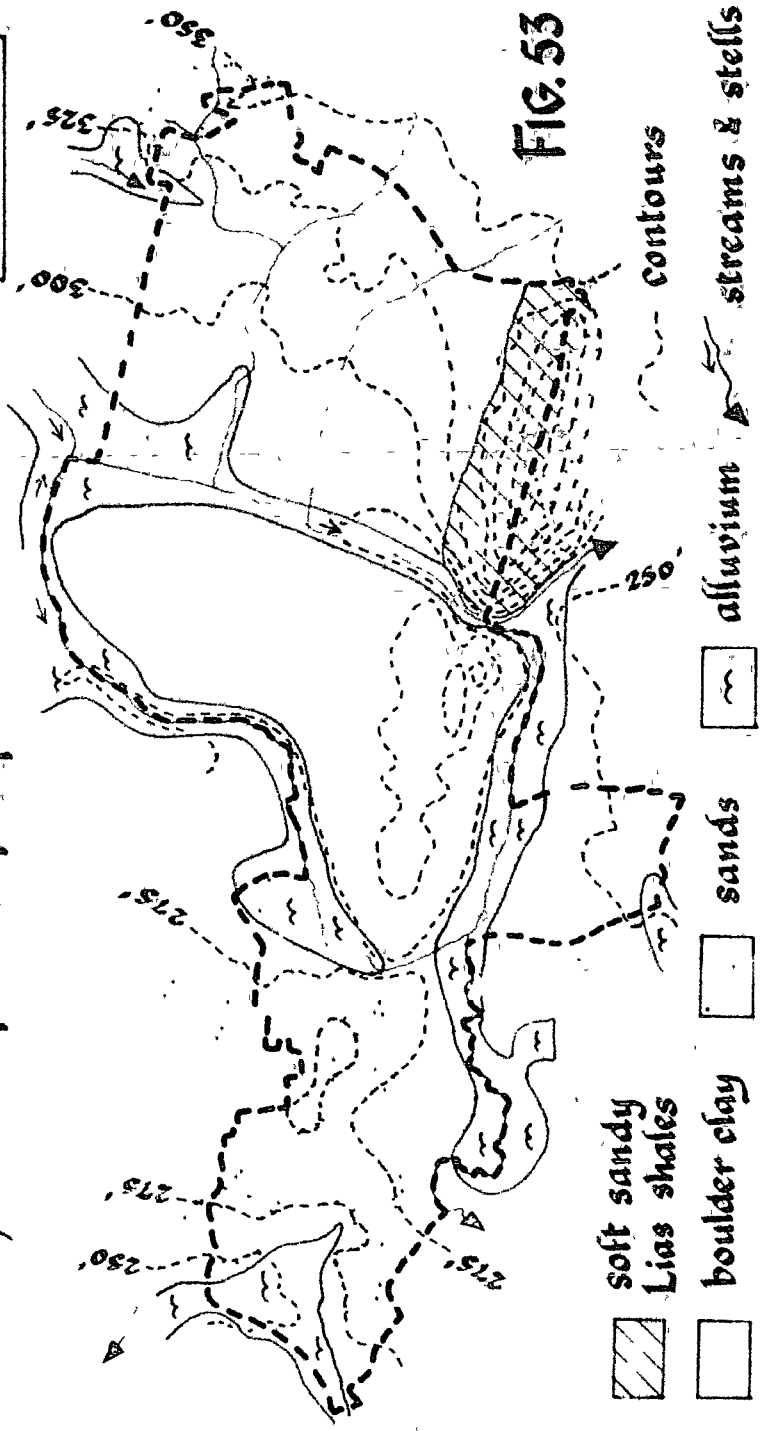 350'
325'
300'
FIG. 53
250'
275'
275'
250'
275'
contours
streams & stells
alluvium
sands
soft sandy
Lias shales
boulder clay